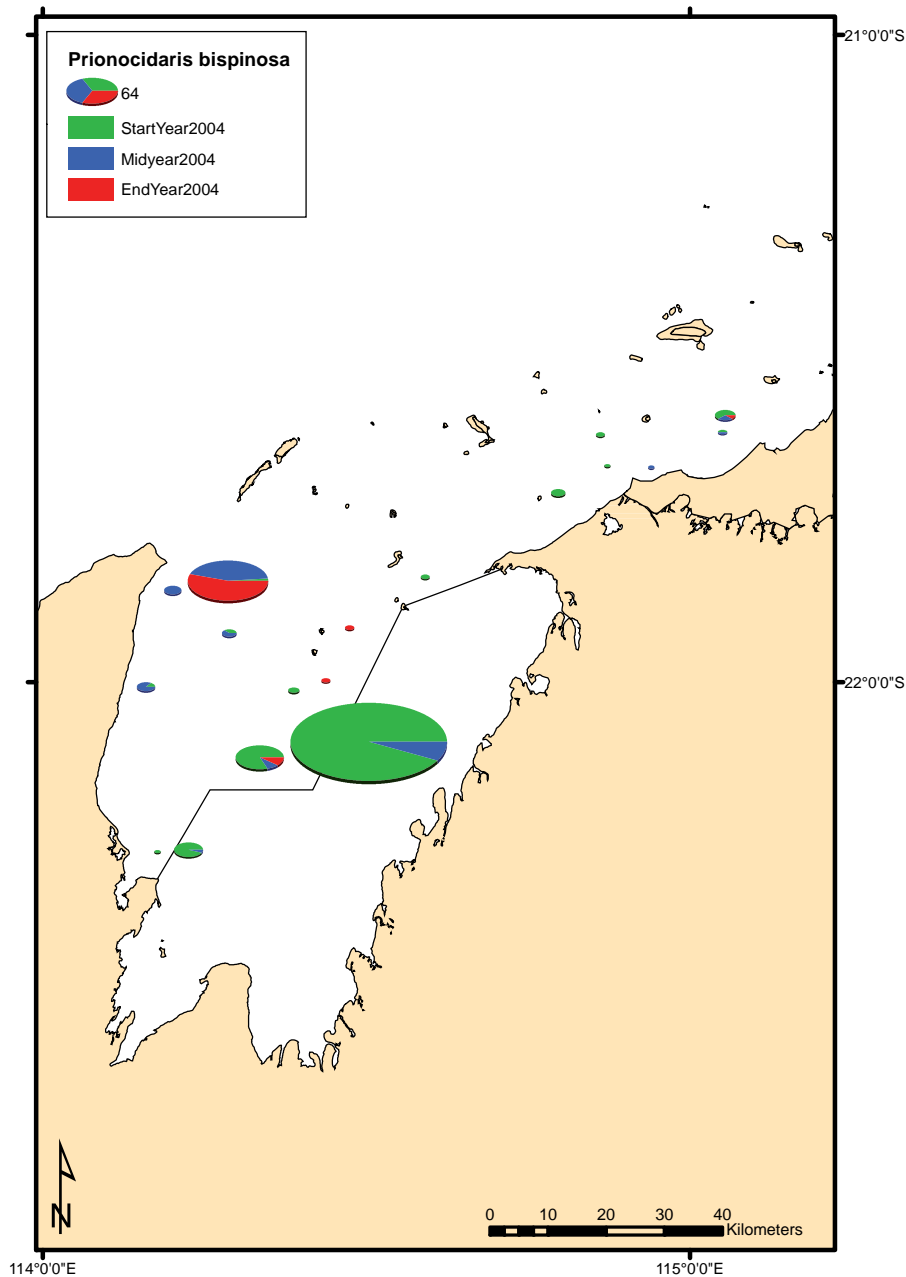 Prionocidaris bispinosa
64
StartYear2004
Midyear2004
EndYear2004
21°0'0"S
22°0'0"S
N
0 10 20 30 40
Kilometers
114°0'0"E 115°0'0"E